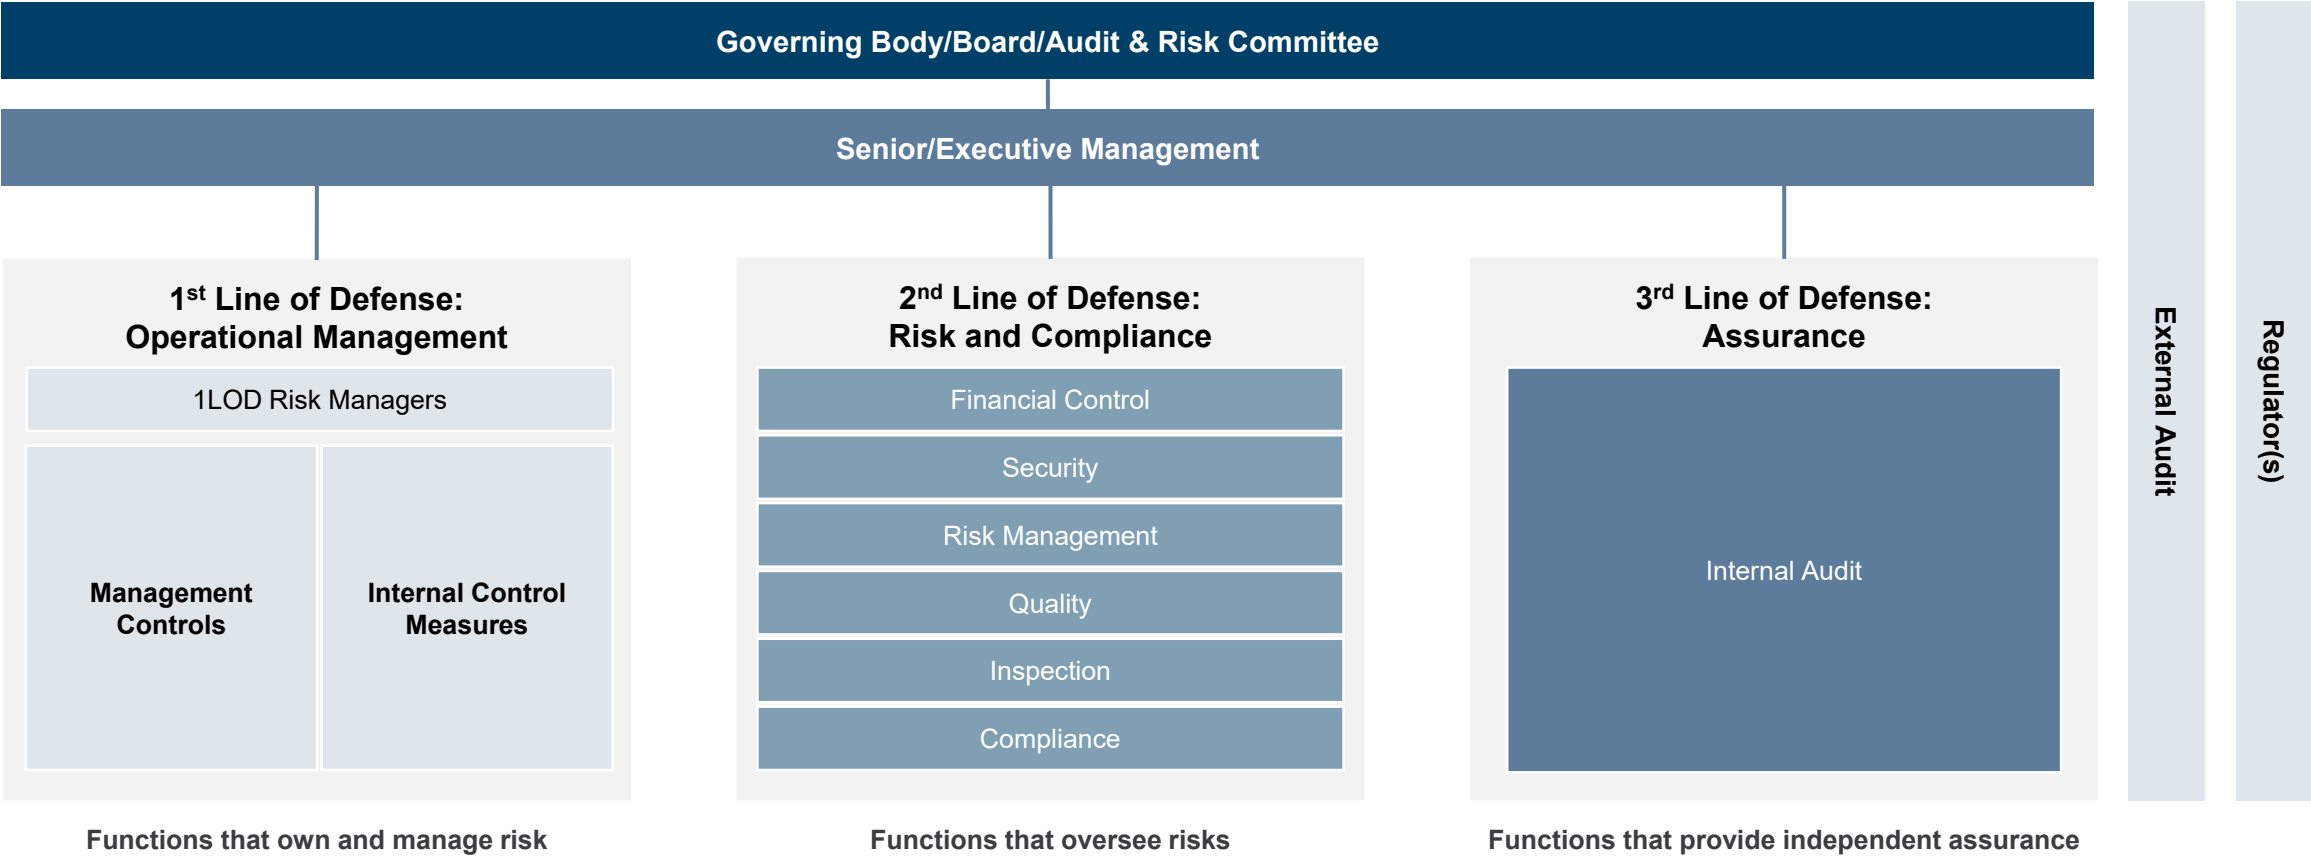 Governing Body/Board/Audit & Risk Committee
Senior/Executive Management
1st Line of Defense:
Operational Management
1LOD Risk Managers
Management
Controls
Internal Control
Measures
Functions that own and manage risk
2nd Line of Defense:
Risk and Compliance
Financial Control
Security
Risk Management
Quality
Inspection
Compliance
Functions that oversee risks
3rd Line of Defense:
Assurance
Internal Audit
Functions that provide independent assurance
External Audit
Regulator(s)